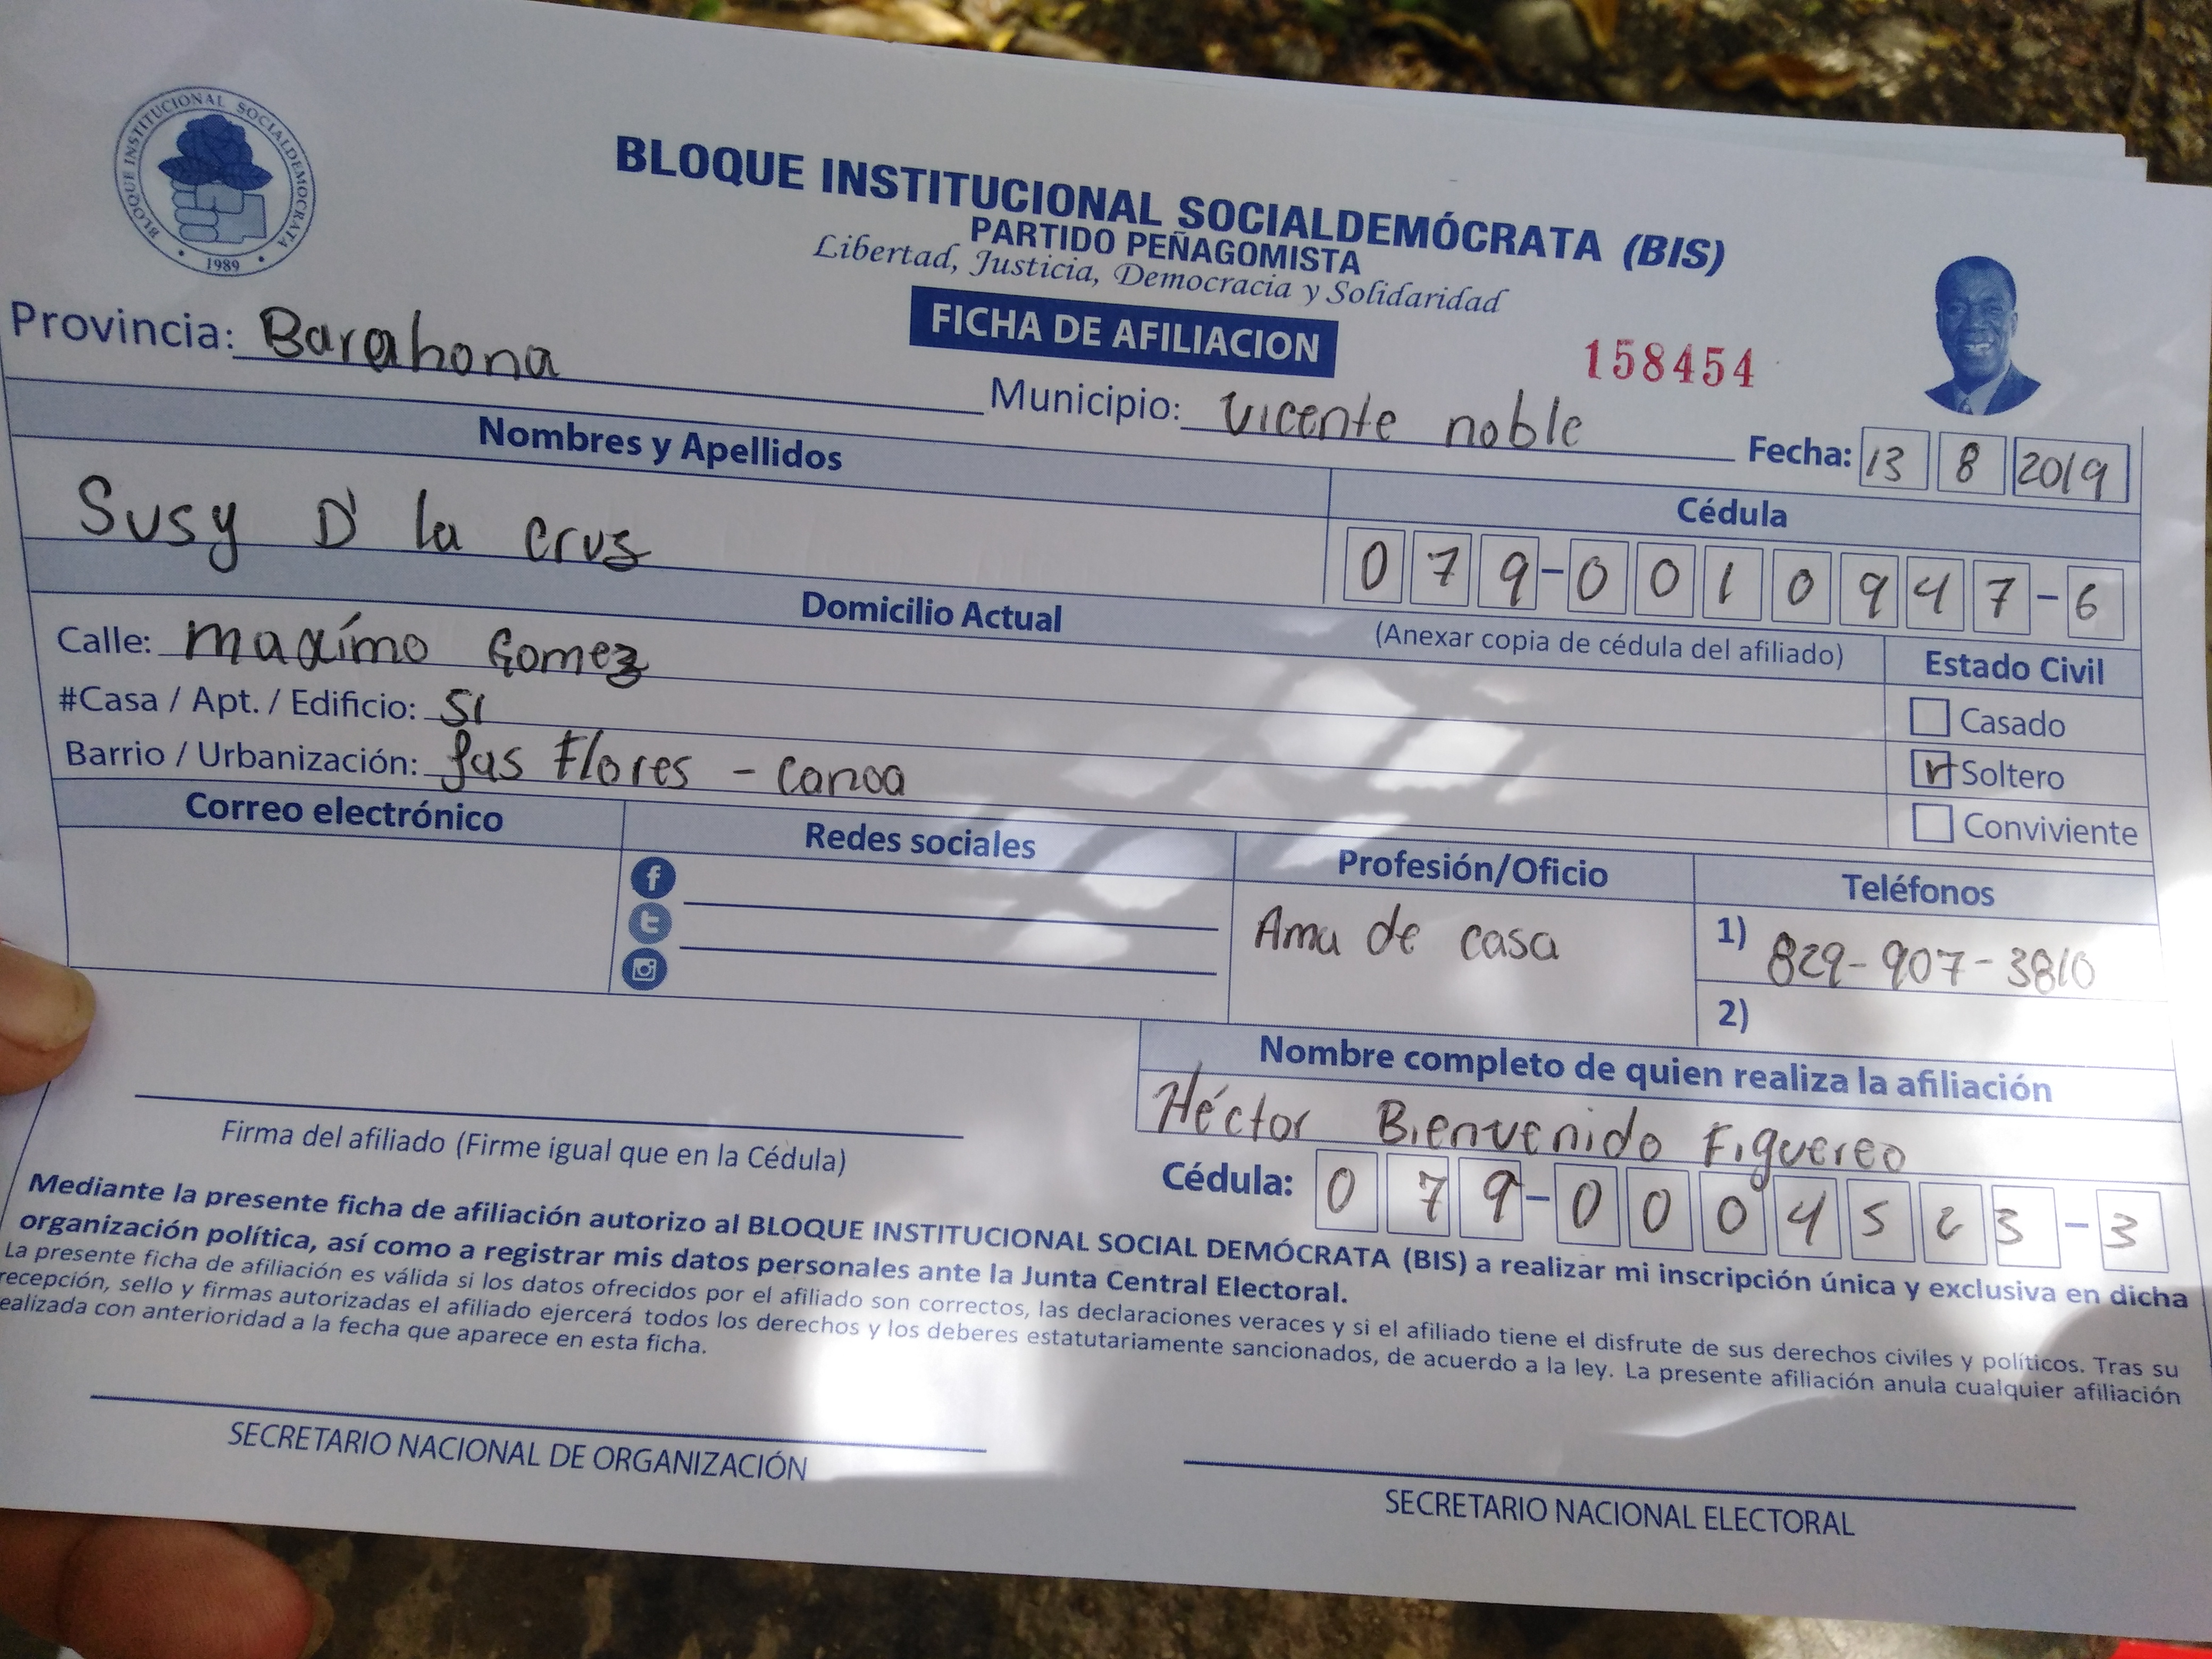 BLOQUE INSTITUCIONAL SOCIALDEMOCRATA
1989
BLOQUE INSTITUCIONAL SOCIALDEMÓCRATA (BIS)
PARTIDO PEÑAGOMISTA
Libertad, Justicia, Democracia y Solidaridad
FICHA DE AFILIACION
158454
Provincia: Barahona
Municipio: Vicente noble
Fecha: 13 8 2019
Nombres y Apellidos
Susy D' la crus
Cédula
079-0010947-6
(Anexar copia de cédula del afiliado)
Domicilio Actual
Calle: maxímo Gomez
#Casa / Apt. / Edificio: S1
Barrio / Urbanización: las Flores - canoa
Estado Civil
Casado
Soltero
Conviviente
Correo electrónico
Redes sociales
Profesión/Oficio
Ama de casa
Teléfonos
1) 829-907-3810
2)
Nombre completo de quien realiza la afiliación
Héctor Bienvenido Figuereo
Cédula: 079-0004523-3
Firma del afiliado (Firme igual que en la Cédula)
Mediante la presente ficha de afiliación autorizo al BLOQUE INSTITUCIONAL SOCIAL DEMÓCRATA (BIS) a realizar mi inscripción única y exclusiva en dicha
organización política, así como a registrar mis datos personales ante la Junta Central Electoral.
La presente ficha de afiliación es válida si los datos ofrecidos por el afiliado son correctos, las declaraciones veraces y si el afiliado tiene el disfrute de sus derechos civiles y políticos. Tras su
recepción, sello y firmas autorizadas el afiliado ejercerá todos los derechos y los deberes estatutariamente sancionados, de acuerdo a la ley. La presente afiliación anula cualquier afiliación
ealizada con anterioridad a la fecha que aparece en esta ficha.
SECRETARIO NACIONAL DE ORGANIZACIÓN
SECRETARIO NACIONAL ELECTORAL